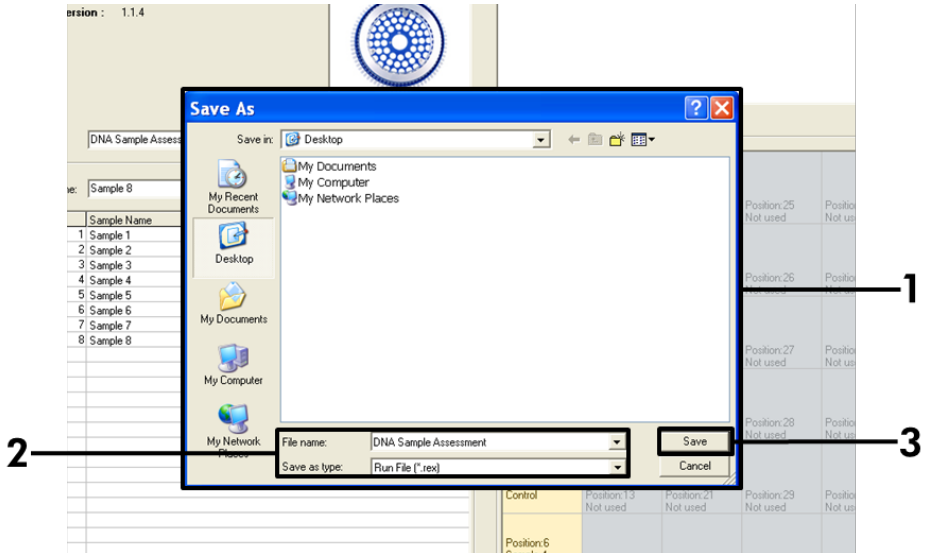 ersion : 1.1.4
Save As
DNA Sample Assess
Save in: Desktop
My Documents
My Computer
My Network Places
My Recent
Documents
Desktop
My Documents
My Computer
My Network
Places
Sample 8
Sample Name
1 Sample 1
2 Sample 2
3 Sample 3
4 Sample 4
5 Sample 5
6 Sample 6
7 Sample 7
8 Sample 8
File name: DNA Sample Assessment
Save as type: Run File (*.rex)
Save
Cancel
Position:25
Not used
Position:26
Not used
Position:27
Not used
Position:28
Not used
Control
Position:13
Not used
Position:21
Not used
Position:29
Not used
Position:6
1
2
3